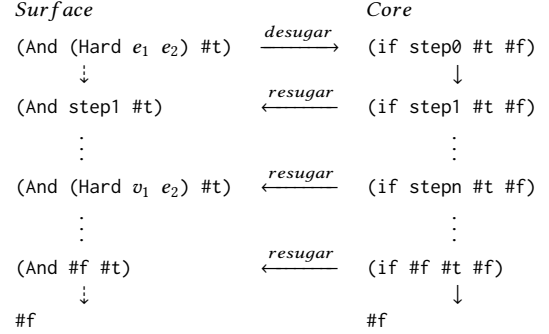 Surface Core
(And (Hard e₁ e₂) #t) desugar (if step0 #t #f)
(And step1 #t) resugar (if step1 #t #f)
(And (Hard v₁ e₂) #t) resugar (if stepn #t #f)
(And #f #t) resugar (if #f #t #f)
#f #f